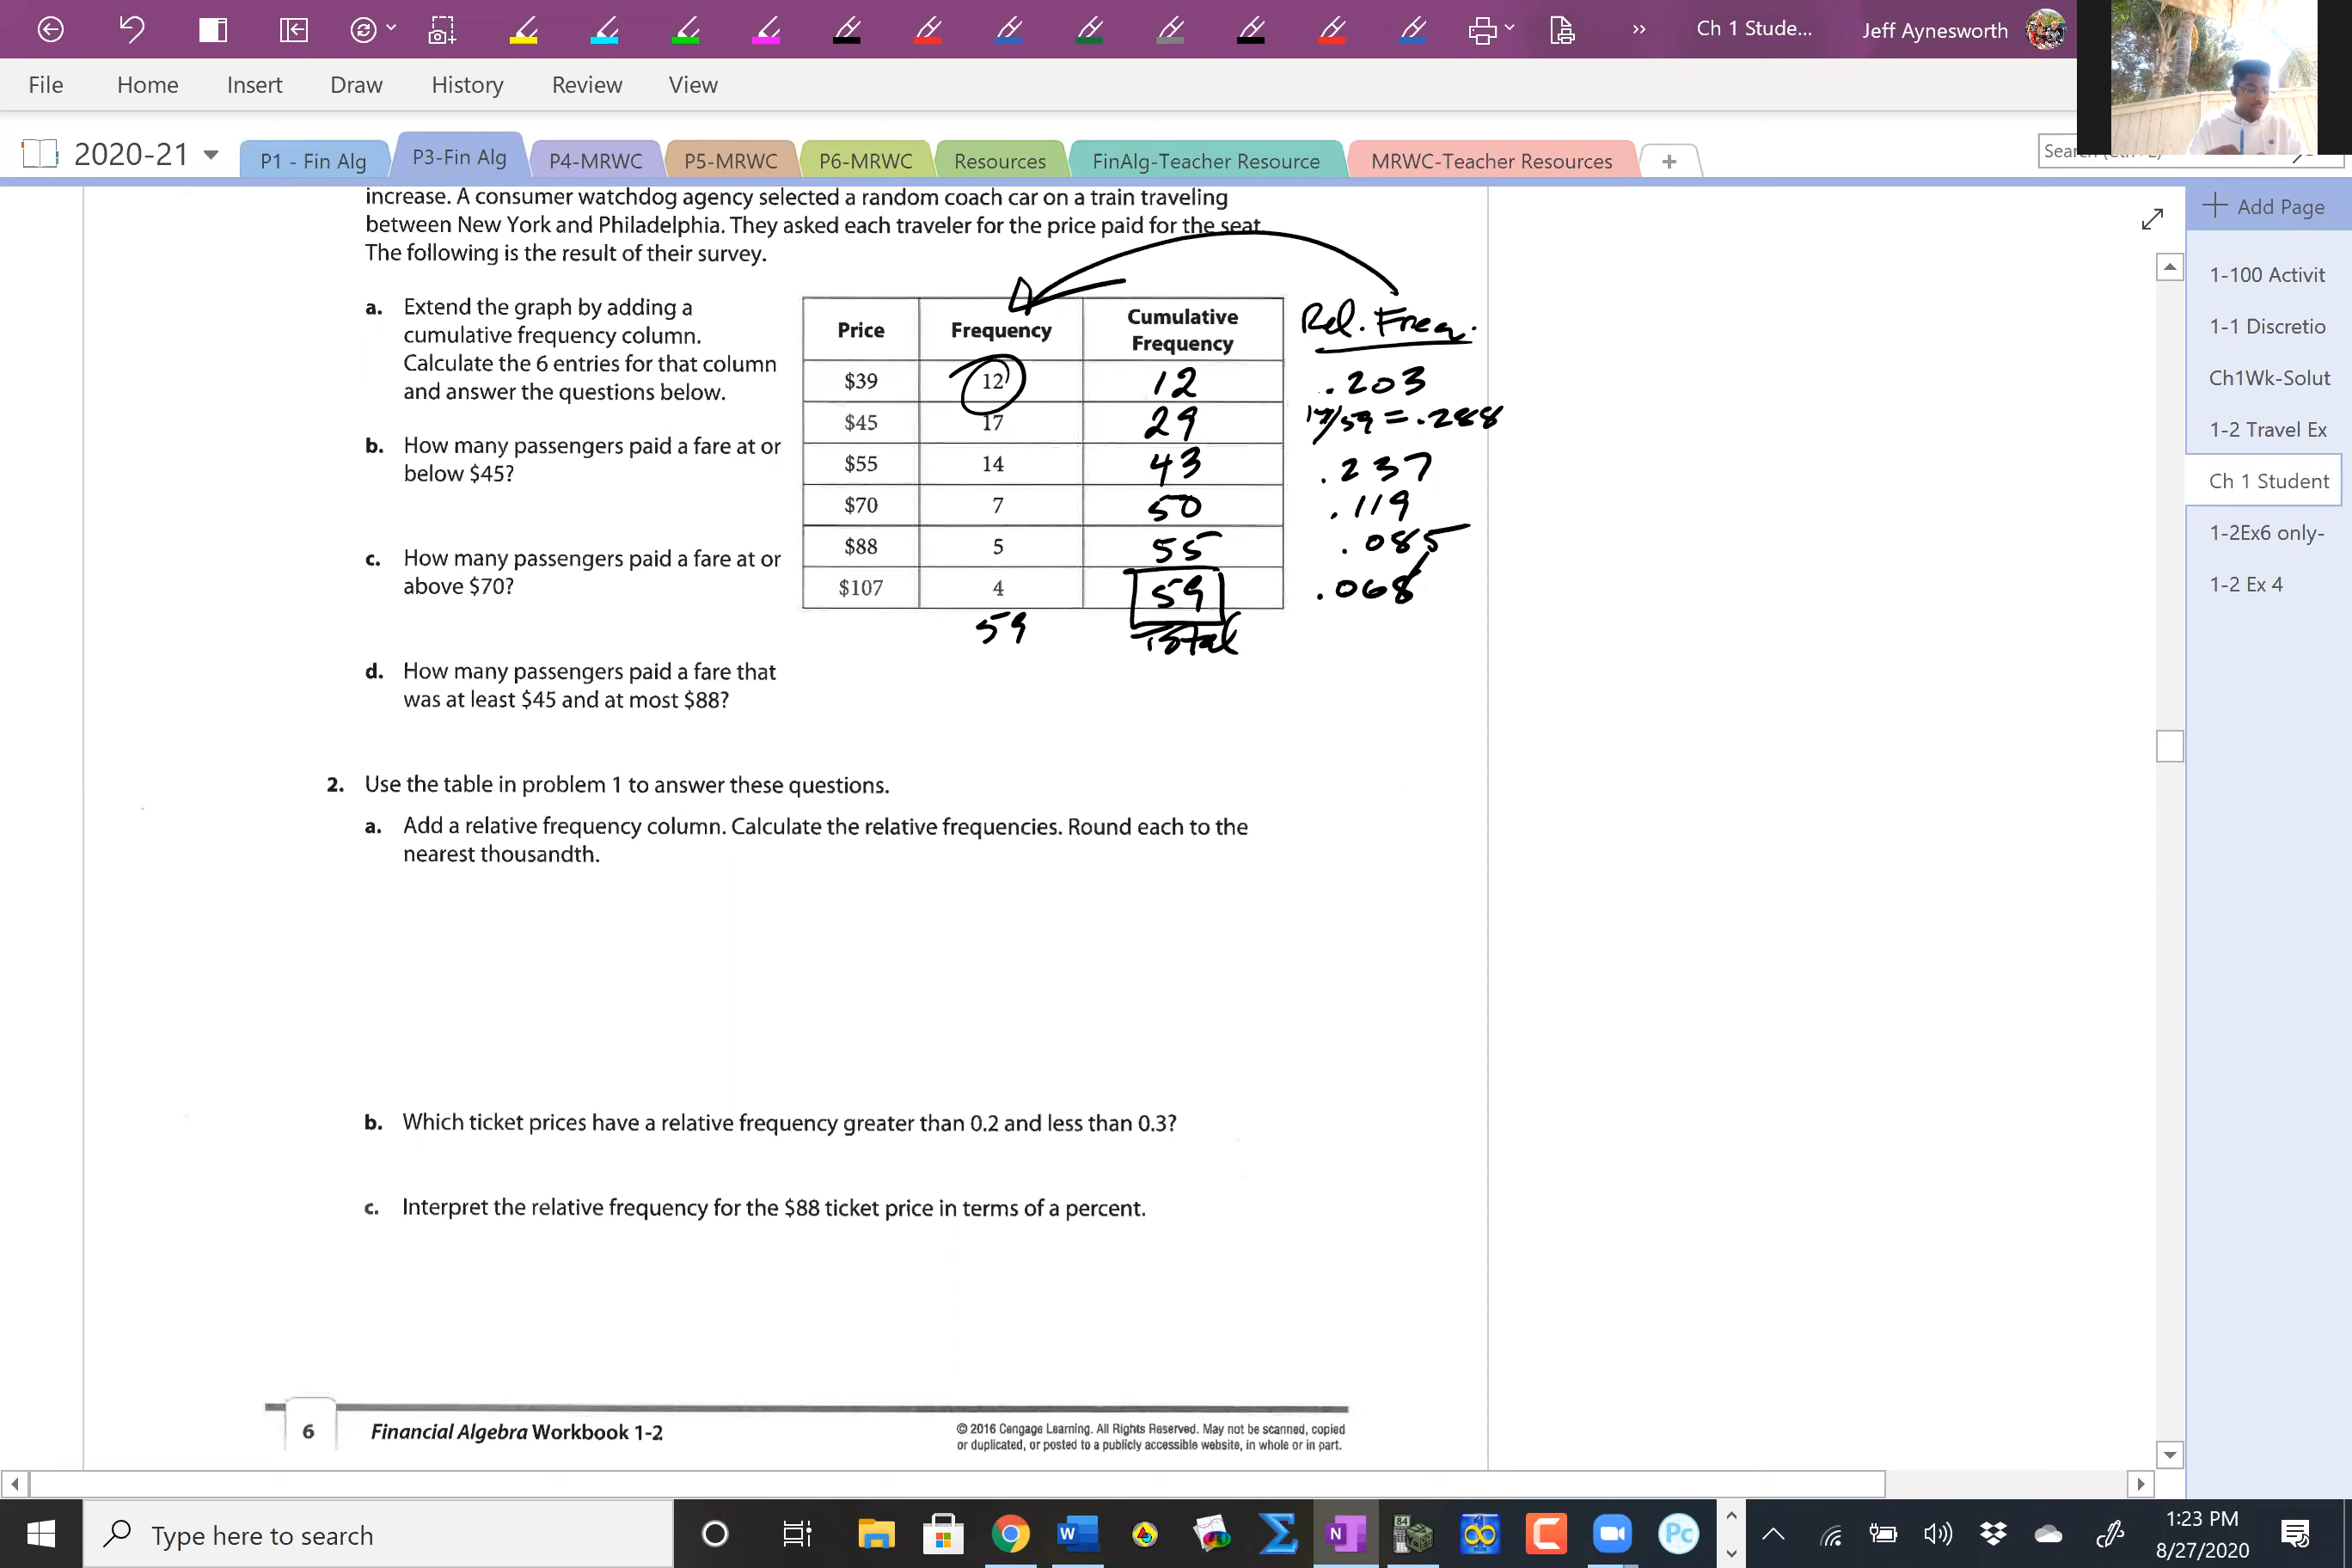 Ch 1 Stude...
Jeff Aynesworth
File Home Insert Draw History Review View
2020-21
P1 - Fin Alg
P3-Fin Alg
P4-MRWC
P5-MRWC
P6-MRWC
Resources
FinAlg-Teacher Resource
MRWC-Teacher Resources
+
Add Page
1-100 Activit
1-1 Discretio
Ch1Wk-Solut
1-2 Travel Ex
Ch 1 Student
1-2Ex6 only-
1-2 Ex 4
increase. A consumer watchdog agency selected a random coach car on a train traveling
between New York and Philadelphia. They asked each traveler for the price paid for the seat.
The following is the result of their survey.
a. Extend the graph by adding a
cumulative frequency column.
Calculate the 6 entries for that column
and answer the questions below.
b. How many passengers paid a fare at or
below $45?
c. How many passengers paid a fare at or
above $70?
d. How many passengers paid a fare that
was at least $45 and at most $88?
Price Frequency Cumulative Frequency Rel. Freq.
$39 12 12 .203
$45 17 29 17/59 = .288
$55 14 43 .237
$70 7 50 .119
$88 5 55 .085
$107 4 59 .068
59 Total
2. Use the table in problem 1 to answer these questions.
a. Add a relative frequency column. Calculate the relative frequencies. Round each to the
nearest thousandth.
b. Which ticket prices have a relative frequency greater than 0.2 and less than 0.3?
c. Interpret the relative frequency for the $88 ticket price in terms of a percent.
6 Financial Algebra Workbook 1-2
© 2016 Cengage Learning. All Rights Reserved. May not be scanned, copied
or duplicated, or posted to a publicly accessible website, in whole or in part.
Type here to search
1:23 PM
8/27/2020